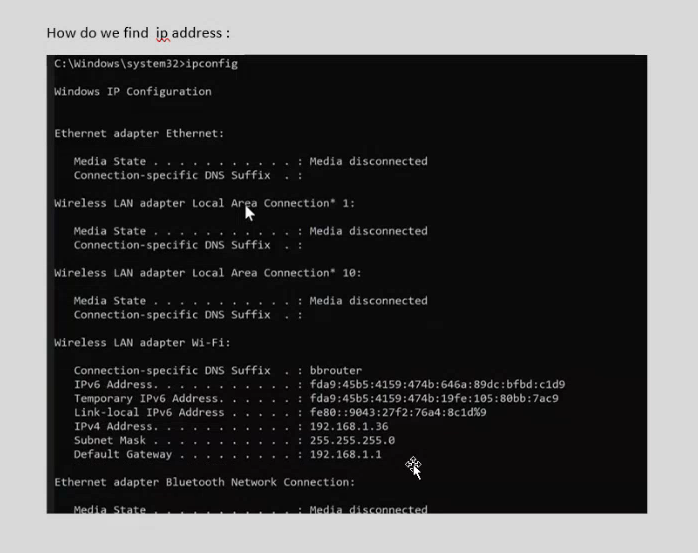 How do we find  ip address :
C:\Windows\system32>ipconfig
Windows IP Configuration
Ethernet adapter Ethernet:
   Media State . . . . . . . . . . . : Media disconnected
   Connection-specific DNS Suffix  . :
Wireless LAN adapter Local Area Connection* 1:
   Media State . . . . . . . . . . . : Media disconnected
   Connection-specific DNS Suffix  . :
Wireless LAN adapter Local Area Connection* 10:
   Media State . . . . . . . . . . . : Media disconnected
   Connection-specific DNS Suffix  . :
Wireless LAN adapter Wi-Fi:
   Connection-specific DNS Suffix  . : bbrouter
   IPv6 Address. . . . . . . . . . . : fda9:45b5:4159:474b:646a:89dc:bfbd:c1d9
   Temporary IPv6 Address. . . . . . : fda9:45b5:4159:474b:19fe:105:80bb:7ac9
   Link-local IPv6 Address . . . . . : fe80::9043:27f2:76a4:8c1d%9
   IPv4 Address. . . . . . . . . . . : 192.168.1.36
   Subnet Mask . . . . . . . . . . . : 255.255.255.0
   Default Gateway . . . . . . . . . : 192.168.1.1
Ethernet adapter Bluetooth Network Connection:
   Media State . . . . . . . . . . . : Media disconnected